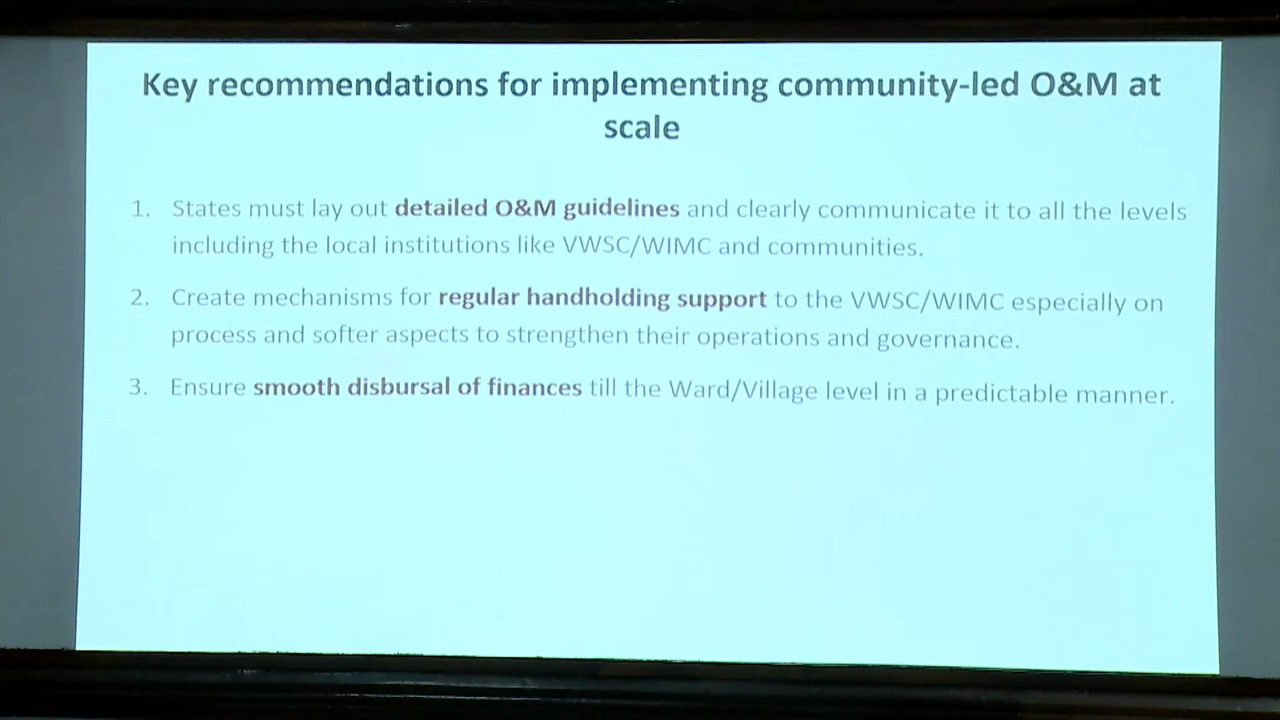 Key recommendations for implementing community-led O&M at
scale
1. States must lay out detailed O&M guidelines and clearly communicate it to all the levels
including the local institutions like VWSC/WIMC and communities.
2. Create mechanisms for regular handholding support to the VWSC/WIMC especially on
process and softer aspects to strengthen their operations and governance.
3. Ensure smooth disbursal of finances till the Ward/Village level in a predictable manner.